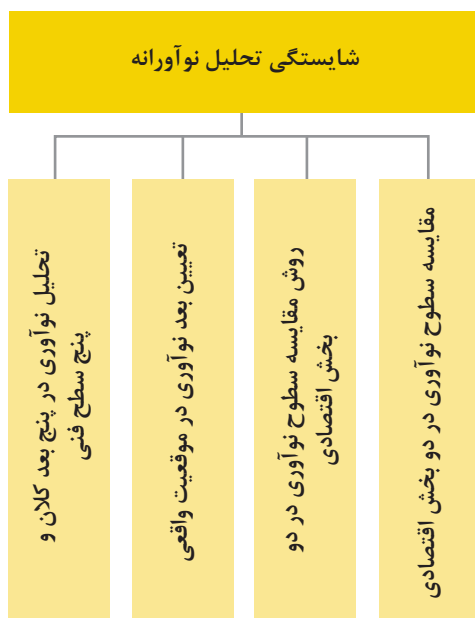 شایستگی تحلیل نوآورانه
مقایسه سطوح نوآوری در دو بخش اقتصادی
روش مقایسه سطوح نوآوری در دو
بخش اقتصادی
تعیین بعد نوآوری در موقعیت واقعی
تحلیل نوآوری در پنج بعد کلان و
پنج سطح فنی